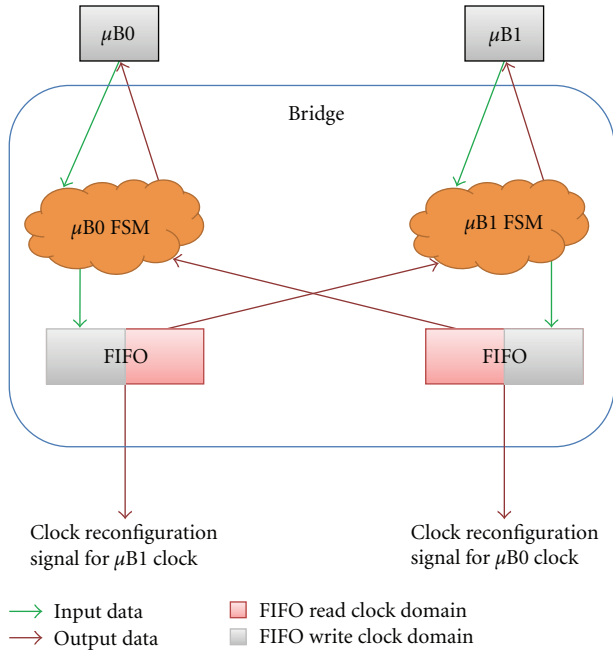 µB0
µB1
Bridge
µB0 FSM
µB1 FSM
FIFO
FIFO
Clock reconfiguration
signal for µB1 clock
Clock reconfiguration
signal for µB0 clock
Input data
Output data
FIFO read clock domain
FIFO write clock domain